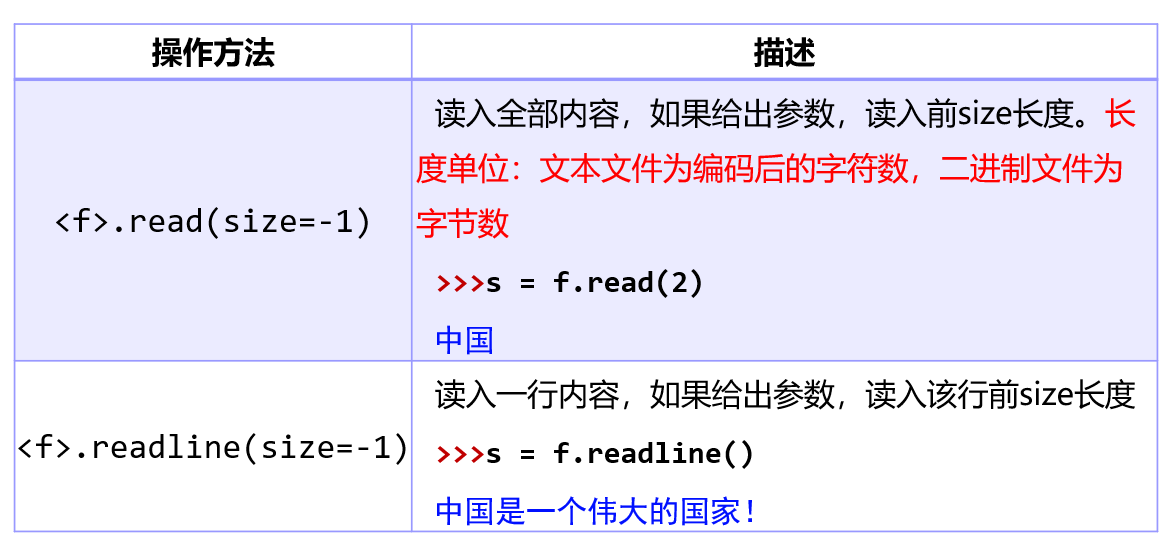 操作方法
描述
<f>.read(size=-1)
读入全部内容，如果给出参数，读入前size长度。长
度单位：文本文件为编码后的字符数，二进制文件为
字节数
>>>s = f.read(2)
中国
<f>.readline(size=-1)
读入一行内容，如果给出参数，读入该行前size长度
>>>s = f.readline()
中国是一个伟大的国家！